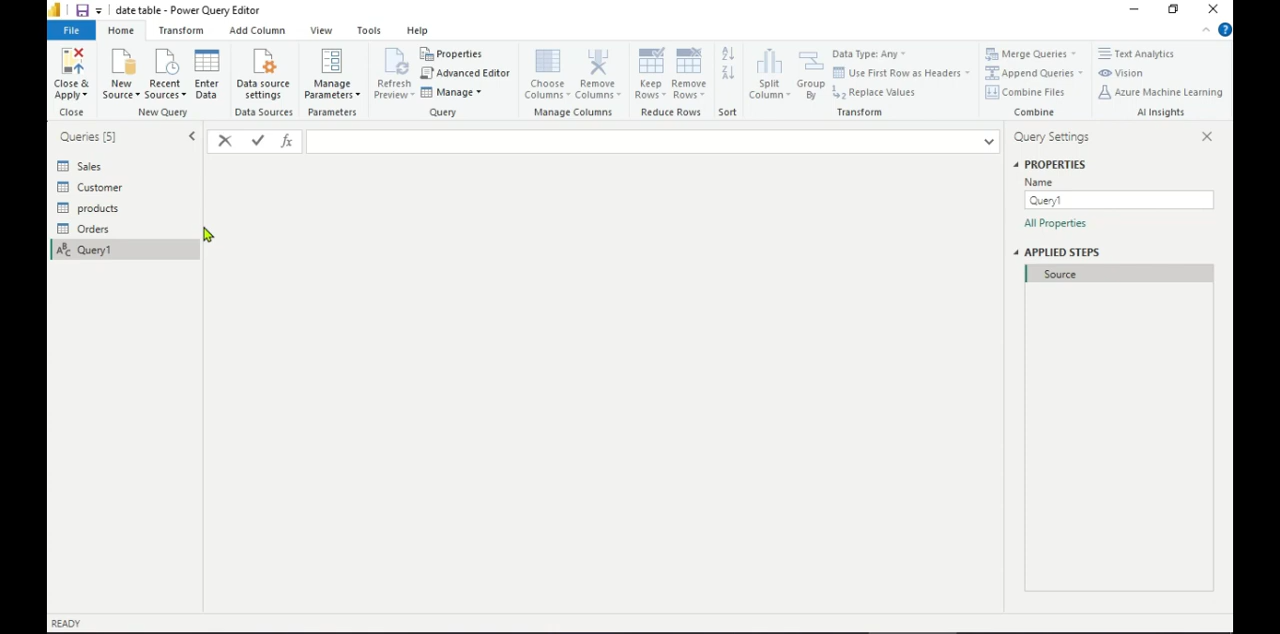 date table - Power Query Editor
File Home Transform Add Column View Tools Help
Close & Apply New Source Recent Sources Enter Data Data source settings Manage Parameters Refresh Preview Properties Advanced Editor Manage Choose Columns Remove Columns Keep Rows Remove Rows Split Column Group By Data Type: Any Use First Row as Headers 1 2 Replace Values Merge Queries Append Queries Combine Files Text Analytics Vision Azure Machine Learning
Close New Query Data Sources Parameters Query Manage Columns Reduce Rows Sort Transform Combine AI Insights
Queries [5]
Sales
Customer
products
Orders
ABC Query1
fx
Query Settings
PROPERTIES
Name
Query1
All Properties
APPLIED STEPS
Source
READY